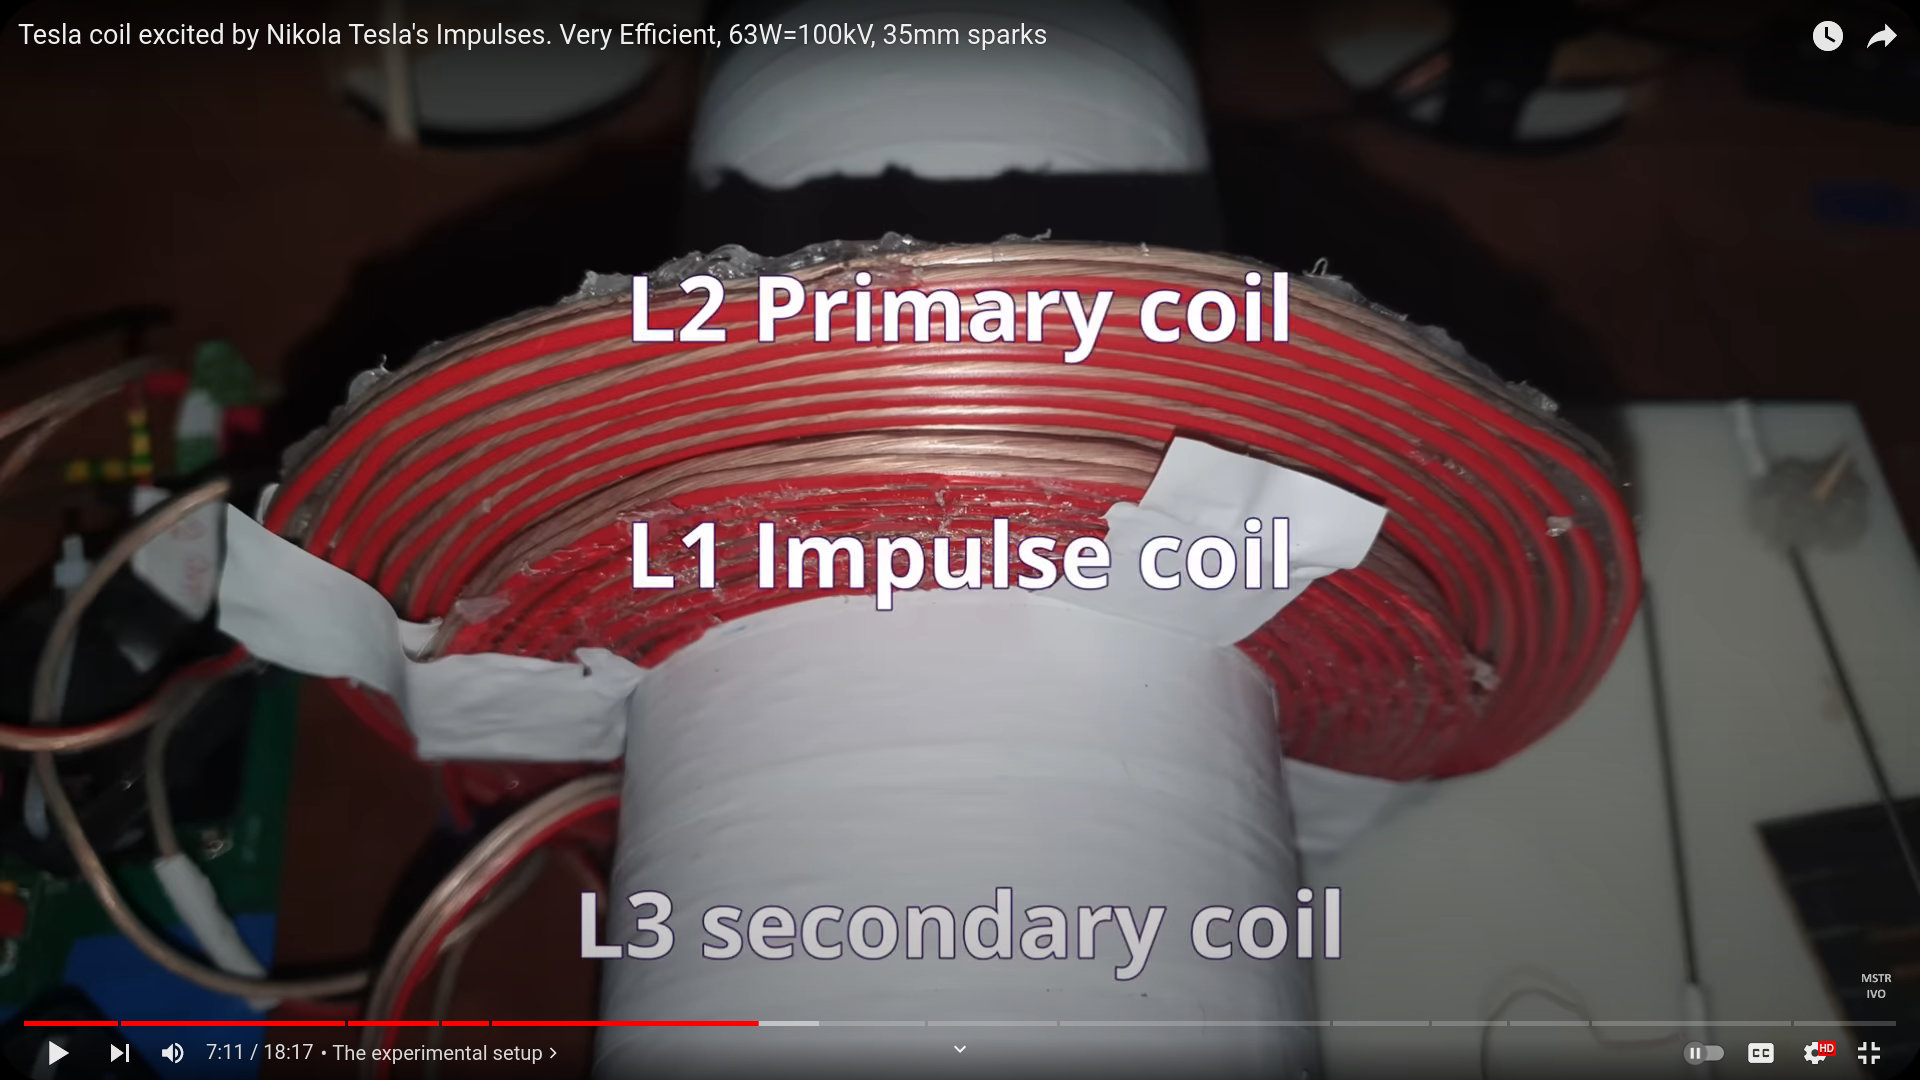 Tesla coil excited by Nikola Tesla's Impulses. Very Efficient, 63W=100kV, 35mm sparks
L2 Primary coil
L1 Impulse coil
L3 secondary coil
MSTR
IVO
7:11 / 18:17 • The experimental setup
CC
HD